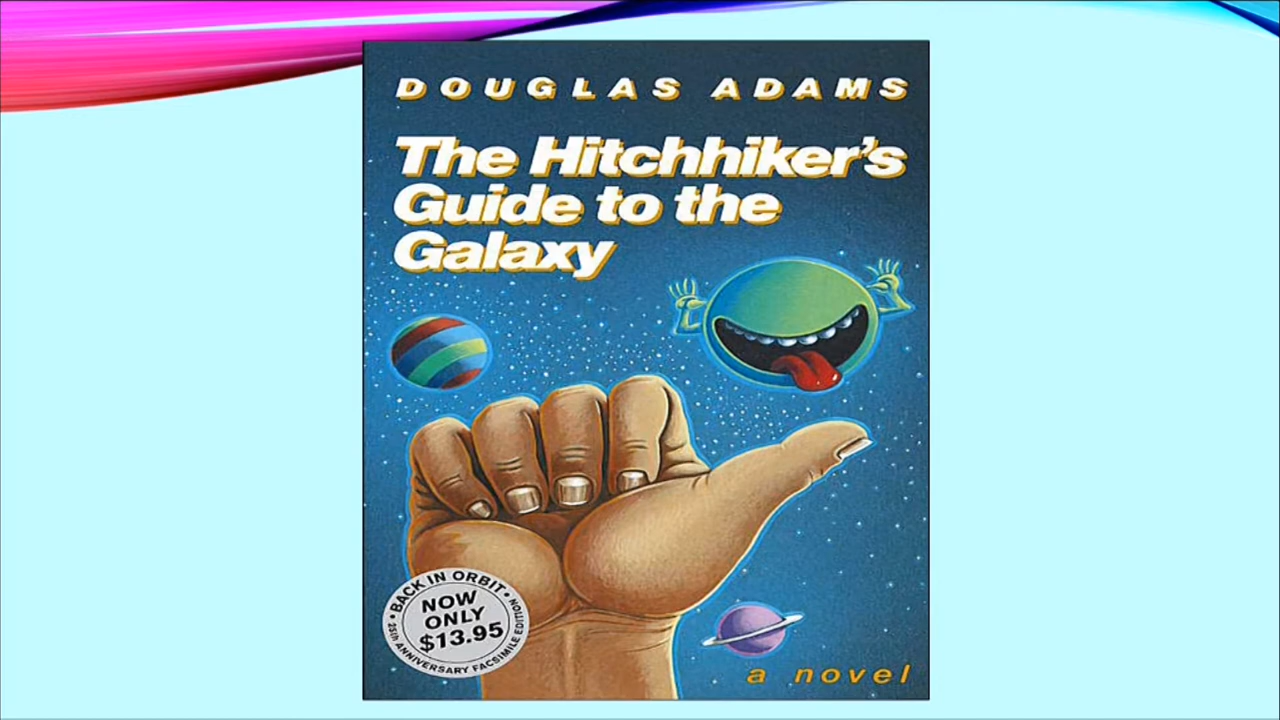 DOUGLAS ADAMS
The Hitchhiker's
Guide to the
Galaxy
• BACK IN ORBIT •
NOW
ONLY
$13.95
25th ANNIVERSARY FACSIMILE EDITION
a novel